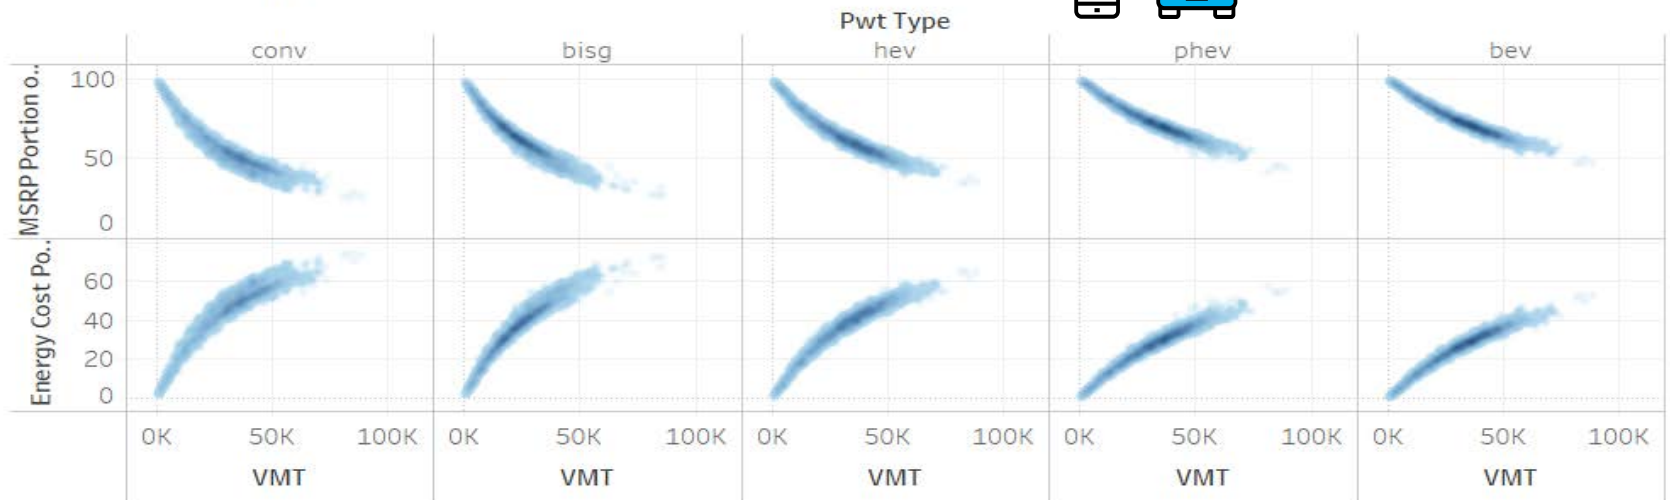 Pwt Type
conv bisg hev phev bev
MSRP Portion o..
100
50
0
Energy Cost Po..
60
40
20
0
0K 50K 100K 0K 50K 100K 0K 50K 100K 0K 50K 100K 0K 50K 100K
VMT VMT VMT VMT VMT